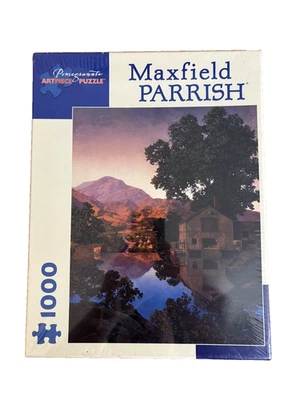 Pomegranate
ARTPIECE PUZZLE
Maxfield
PARRISH
1000